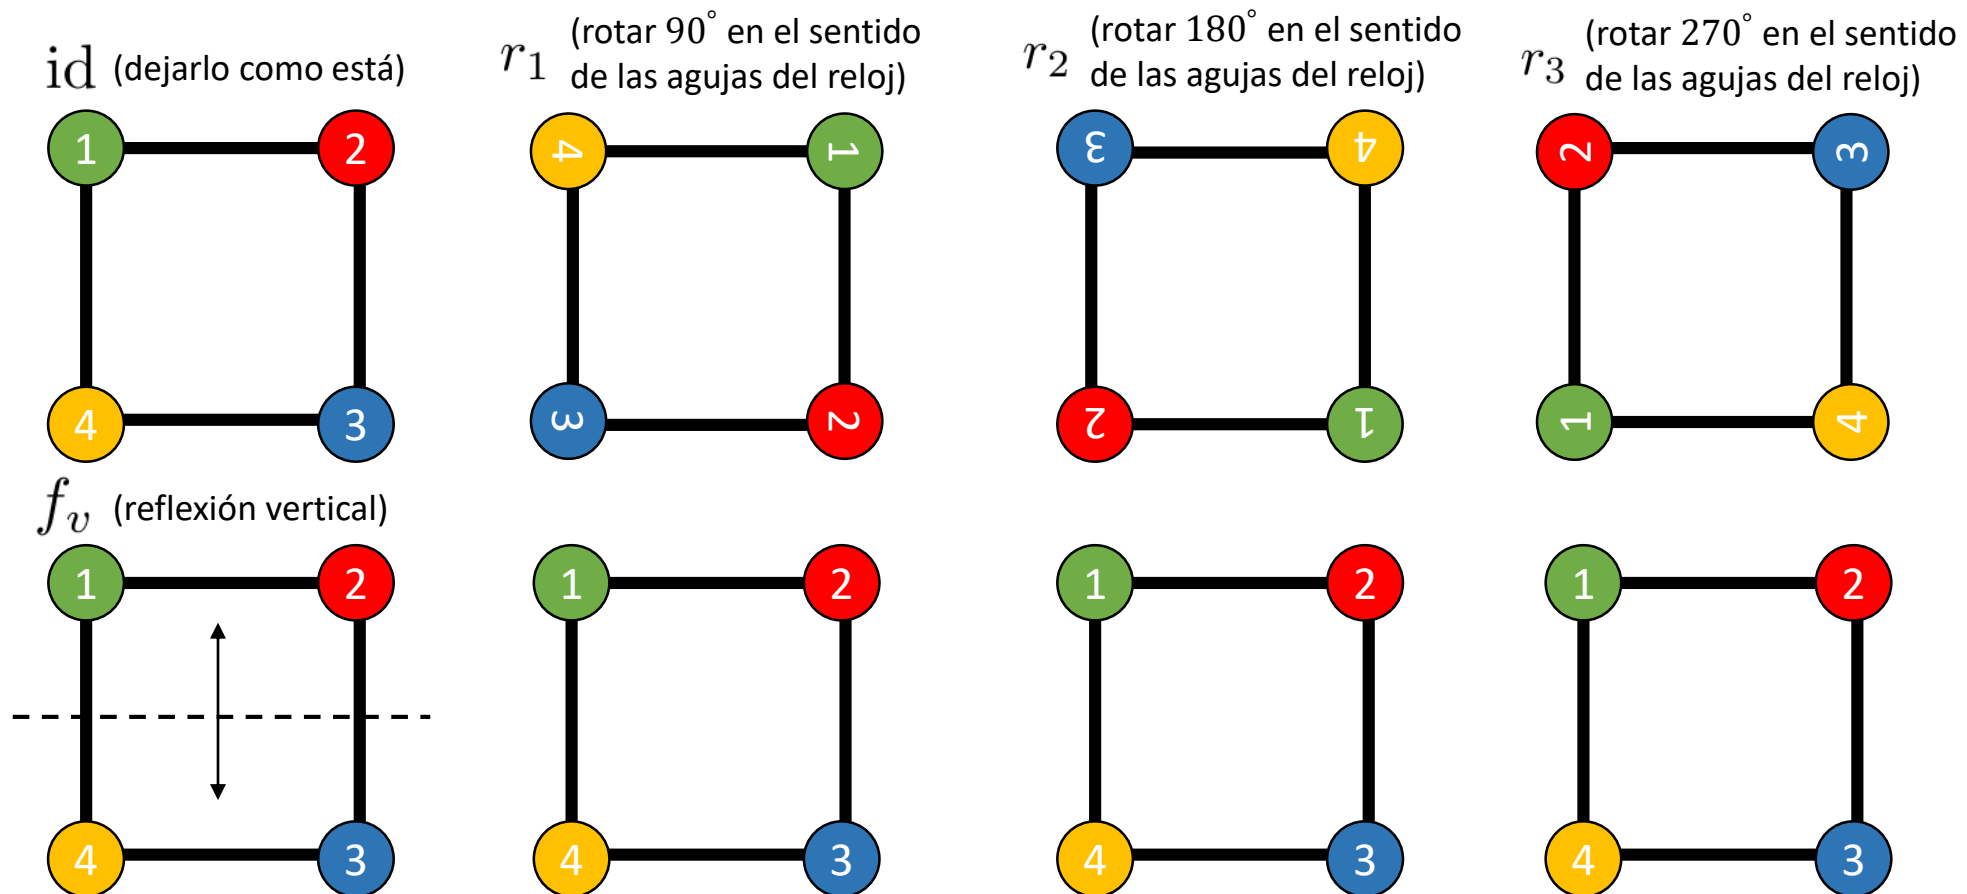 id (dejarlo como está)
r₁ (rotar 90° en el sentido
de las agujas del reloj)
r₂ (rotar 180° en el sentido
de las agujas del reloj)
r₃ (rotar 270° en el sentido
de las agujas del reloj)
1 2
4 1
3 4
2 3
4 3
3 2
2 1
1 4
f_v (reflexión vertical)
1 2
1 2
1 2
1 2
4 3
4 3
4 3
4 3